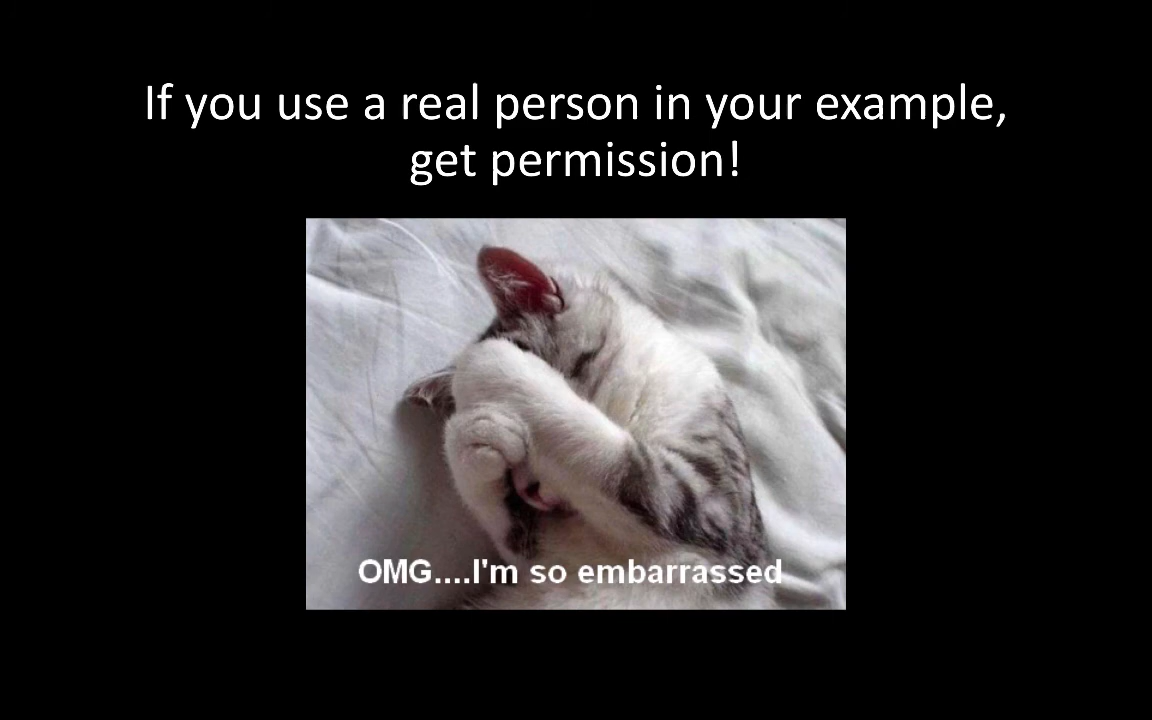 If you use a real person in your example,
get permission!
OMG....I'm so embarrassed